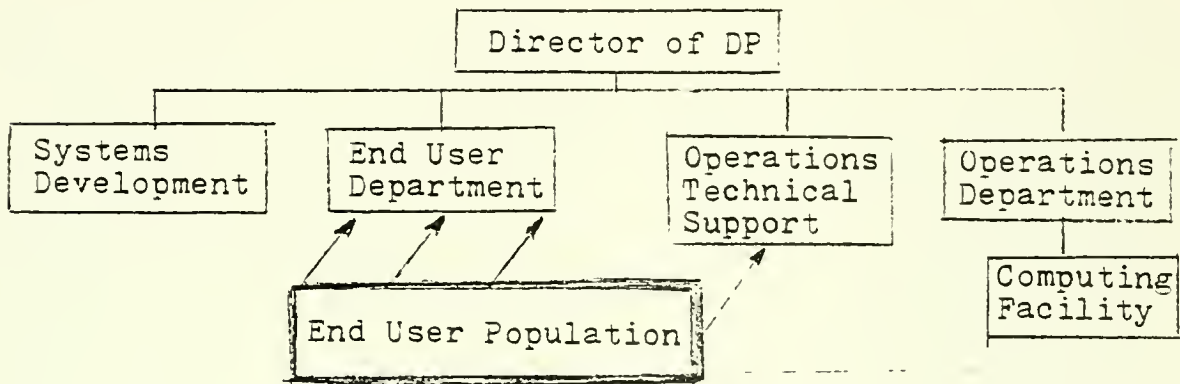 Director of DP
Systems
Development
End User
Department
Operations
Technical
Support
Operations
Department
End User Population
Computing
Facility